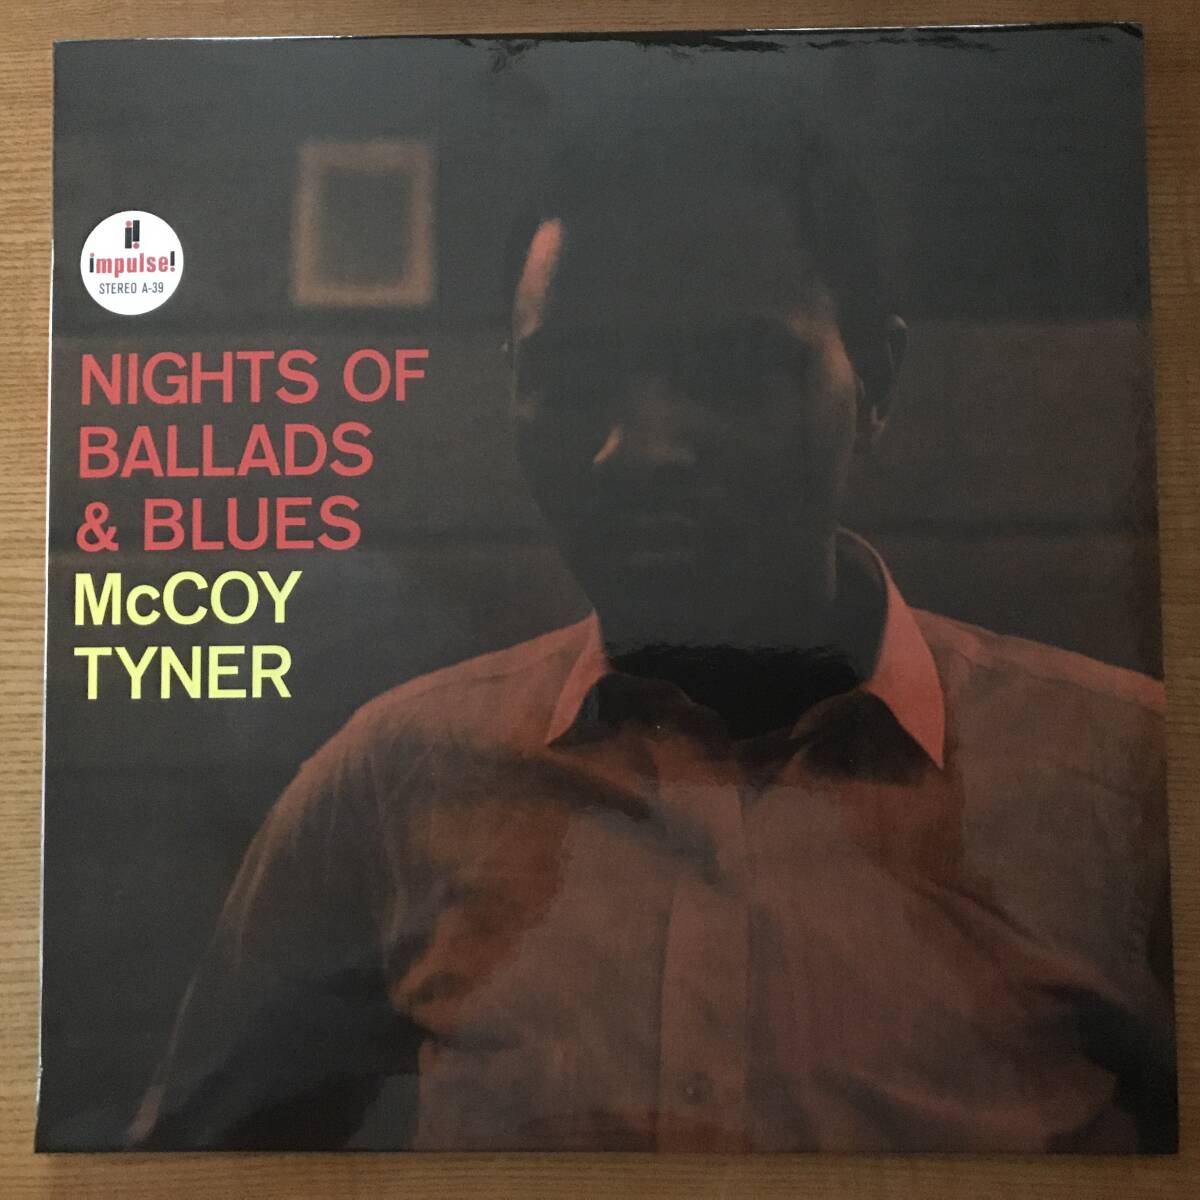 impulse!
STEREO A-39
NIGHTS OF
BALLADS
& BLUES
McCOY
TYNER